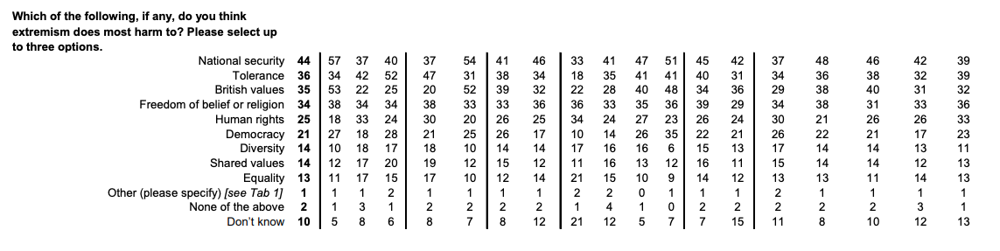 Which of the following, if any, do you think
extremism does most harm to? Please select up
to three options.
National security 44 57 37 40 37 54 41 46 33 41 47 51 45 42 37 48 46 42 39
Tolerance 36 34 42 52 47 31 38 34 18 35 41 41 40 31 34 36 38 32 39
British values 35 53 22 25 20 52 39 32 22 28 40 48 34 36 29 38 40 31 32
Freedom of belief or religion 34 38 34 34 38 33 33 36 36 33 35 36 39 29 34 38 31 33 36
Human rights 25 18 33 24 30 20 26 25 34 24 27 23 26 24 30 21 26 26 33
Democracy 21 27 18 28 21 25 26 17 10 14 26 35 22 21 26 22 21 17 23
Diversity 14 10 18 17 18 10 14 14 17 16 16 6 15 13 17 14 14 13 11
Shared values 14 12 17 20 19 12 15 12 11 16 13 12 16 11 15 14 14 12 13
Equality 13 11 17 15 17 10 12 14 21 15 10 9 14 12 13 13 11 14 13
Other (please specify) [see Tab 1] 1 1 1 2 1 1 1 1 2 2 0 1 1 1 2 1 1 1 1
None of the above 2 1 3 1 2 2 2 2 1 4 1 0 2 2 2 2 2 3 1
Don't know 10 5 8 6 8 7 8 12 21 12 5 7 7 15 11 8 10 12 13